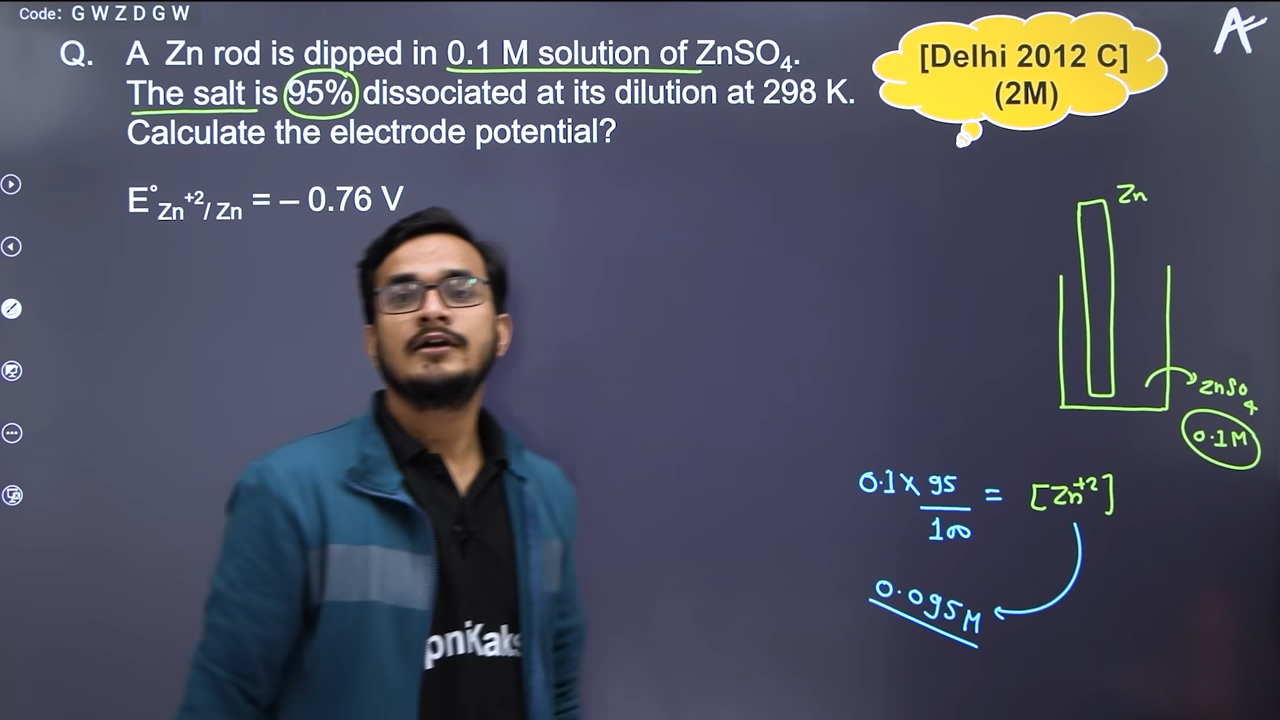 Code: G W Z D G W
Q. A Zn rod is dipped in 0.1 M solution of ZnSO₄.
The salt is 95% dissociated at its dilution at 298 K.
Calculate the electrode potential?
[Delhi 2012 C]
(2M)
E°Zn⁺²/Zn = – 0.76 V
Zn
ZnSO₄
0.1M
0.1 × 95/100 = [Zn⁺²]
0.095M
pniKaks